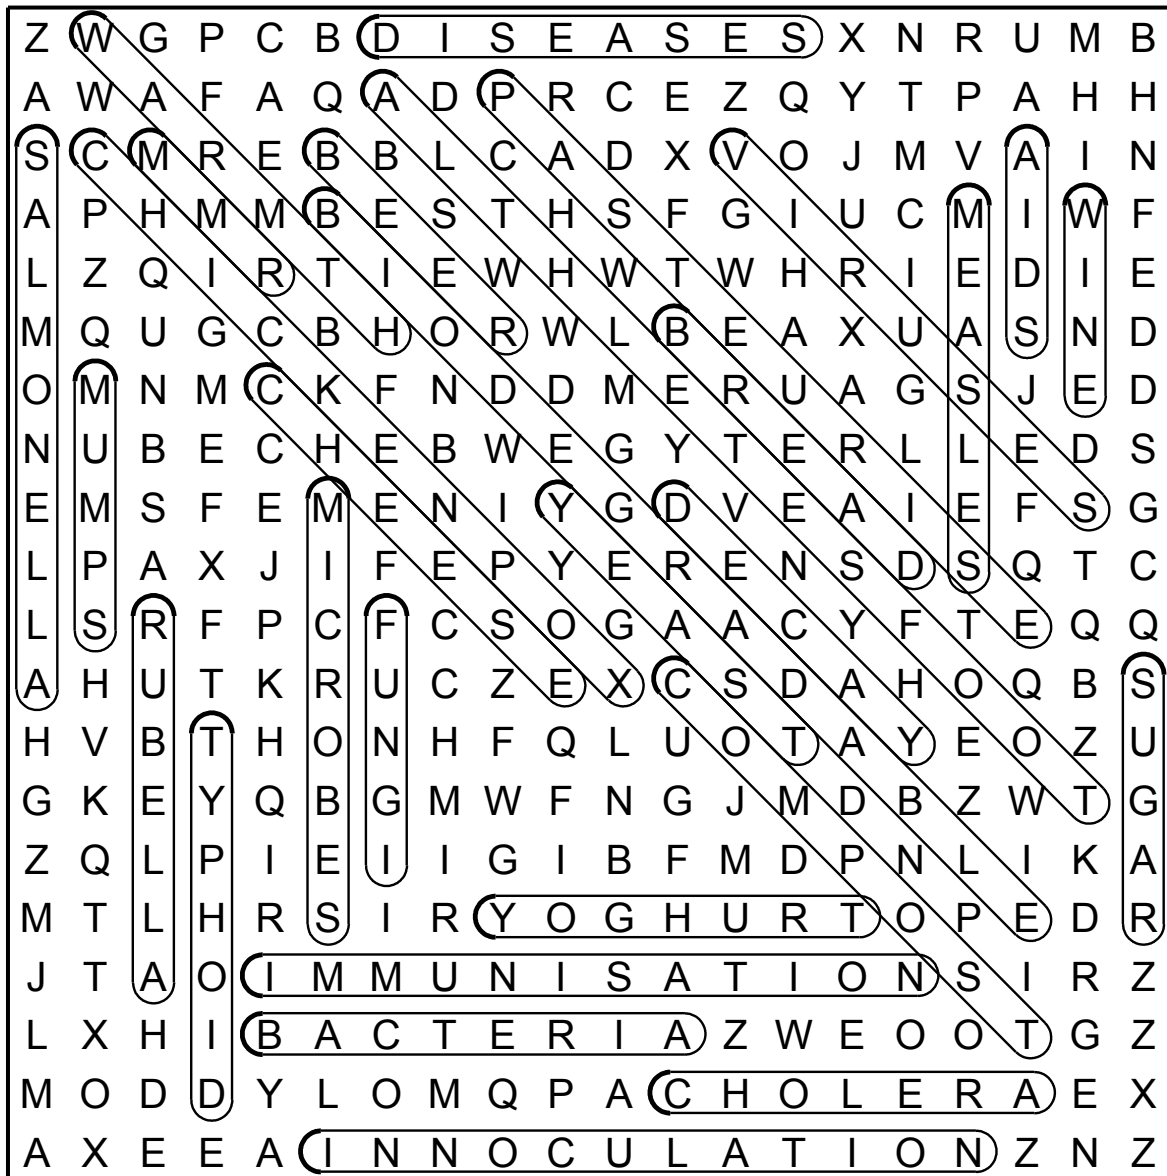 Z W G P C B D I S E A S E S X N R U M B
A W A F A Q A D P R C E Z Q Y T P A H H
S C M R E B B L C A D X V O J M V A I N
A P H M M B E S T H S F G I U C M I W F
L Z Q I R T I E W H W T W H R I E D I E
M Q U G C B H O R W L B E A X U A S N D
O M N M C K F N D D M E R U A G S J E D
N U B E C H E B W E G Y T E R L L E D S
E M S F E M E N I Y G D V E A I E F S G
L P A X J I F E P Y E R E N S D S Q T C
L S R F P C F C S O G A A C Y F T E Q Q
A H U T K R U C Z E X C S D A H O Q B S
H V B T H O N H F Q L U O T A Y E O Z U
G K E Y Q B G M W F N G J M D B Z W T G
Z Q L P I E I I G I B F M D P N L I K A
M T L H R S I R Y O G H U R T O P E D R
J T A O I M M U N I S A T I O N S I R Z
L X H I B A C T E R I A Z W E O O T G Z
M O D D Y L O M Q P A C H O L E R A E X
A X E E A I N N O C U L A T I O N Z N Z